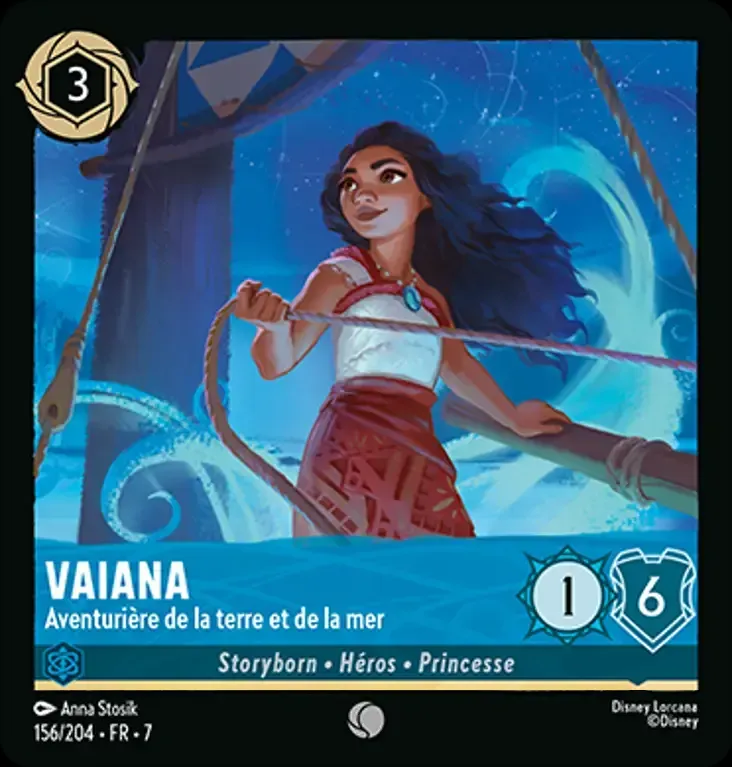 3
VAIANA
Aventurière de la terre et de la mer
1
6
Storyborn • Héros • Princesse
Anna Stosik
Disney Lorcana
156/204 • FR • 7
©Disney